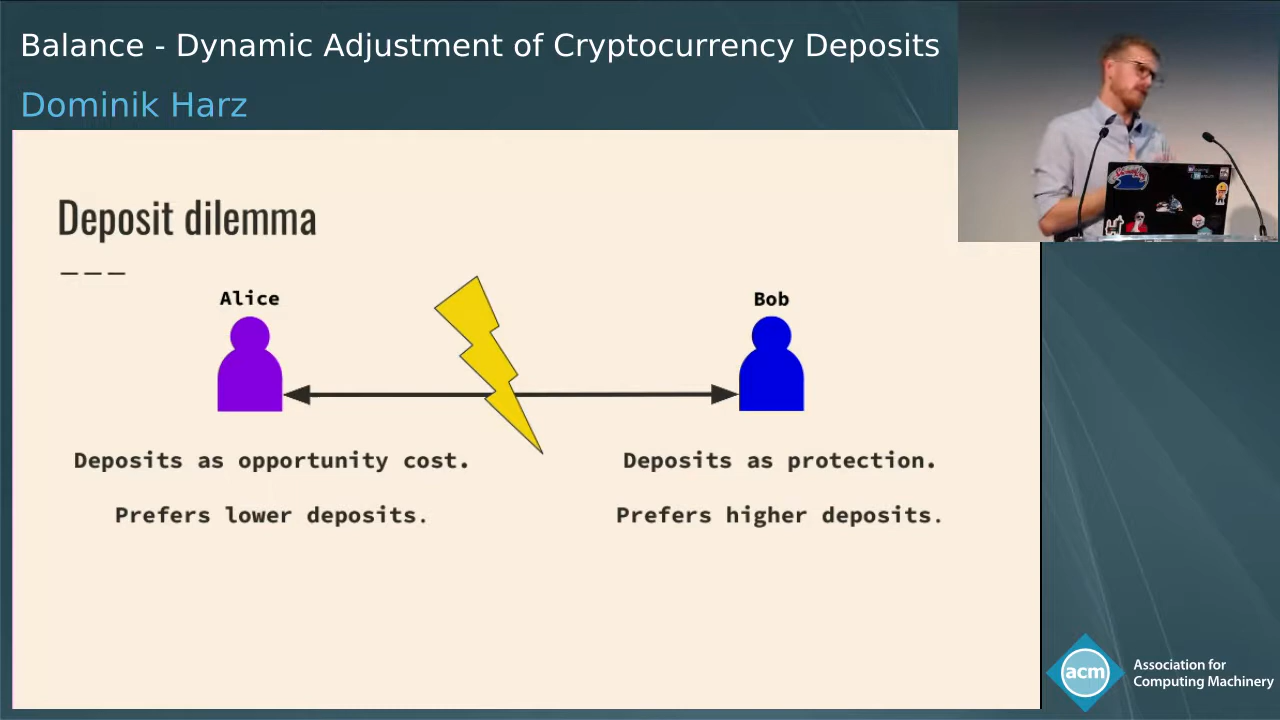 Balance - Dynamic Adjustment of Cryptocurrency Deposits
Dominik Harz
Deposit dilemma
Alice
Bob
Deposits as opportunity cost.
Deposits as protection.
Prefers lower deposits.
Prefers higher deposits.
acm
Association for
Computing Machinery